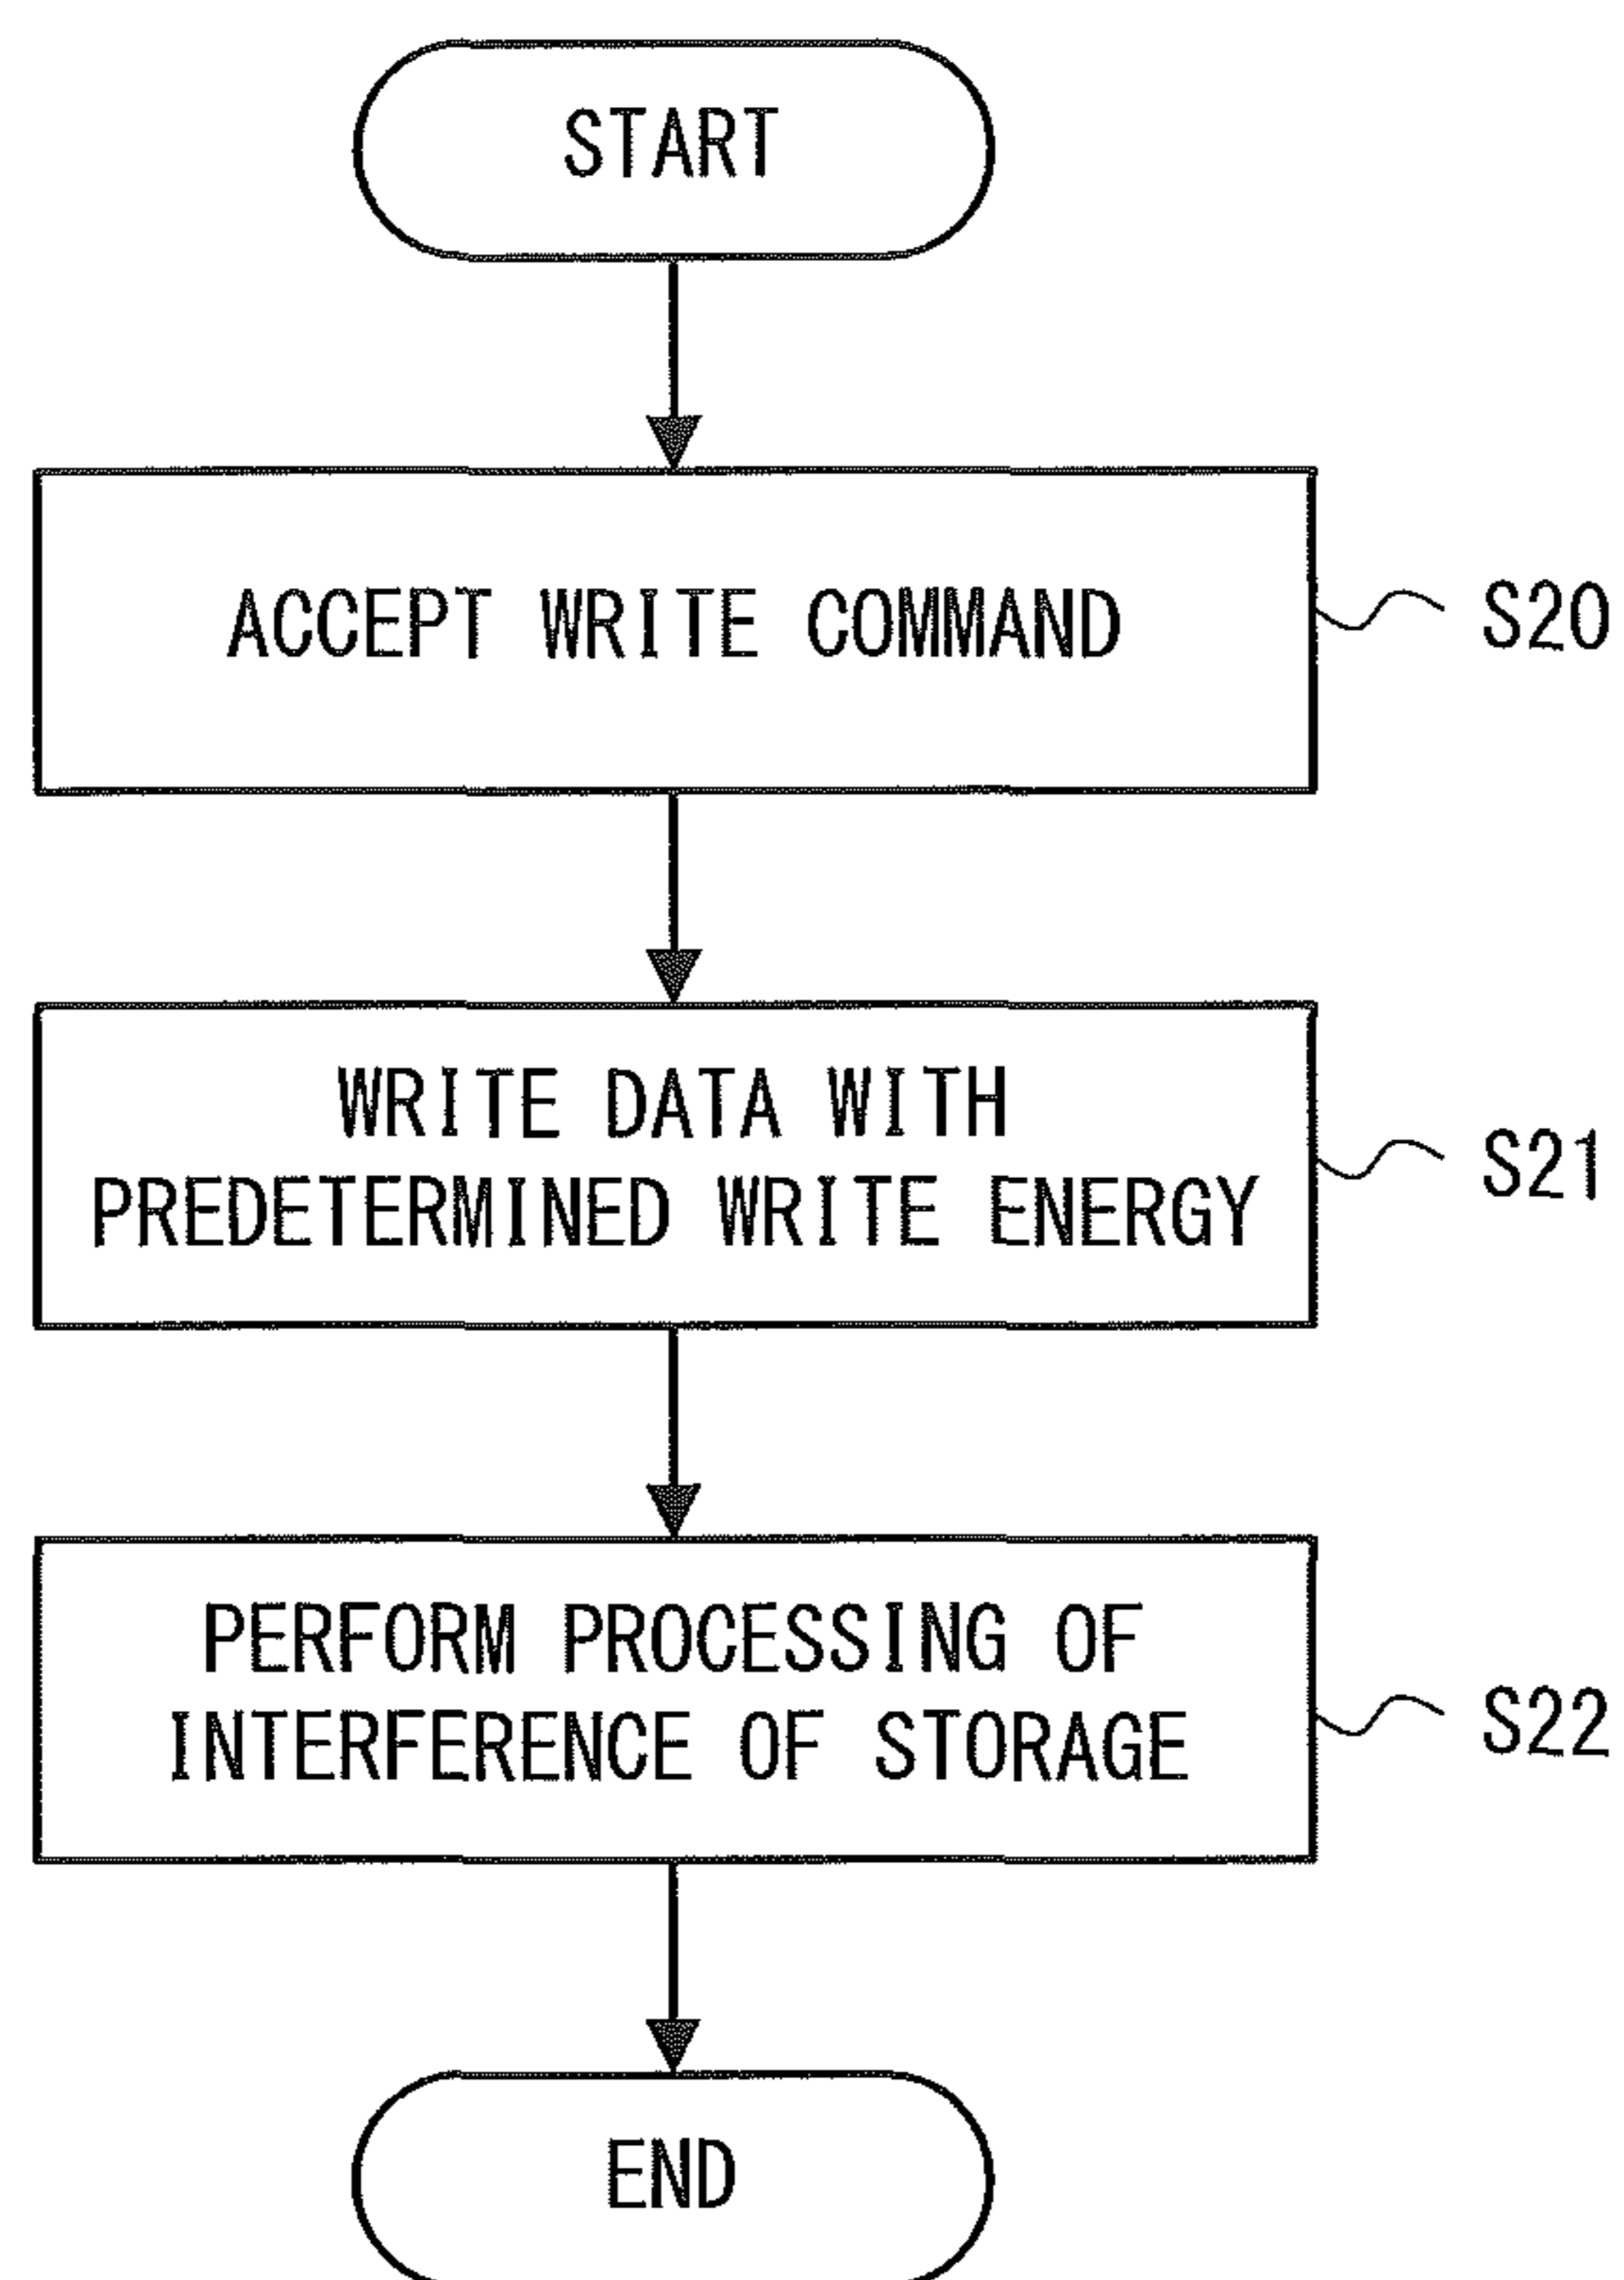 START
ACCEPT WRITE COMMAND
S20
WRITE DATA WITH
PREDETERMINED WRITE ENERGY
S21
PERFORM PROCESSING OF
INTERFERENCE OF STORAGE
S22
END